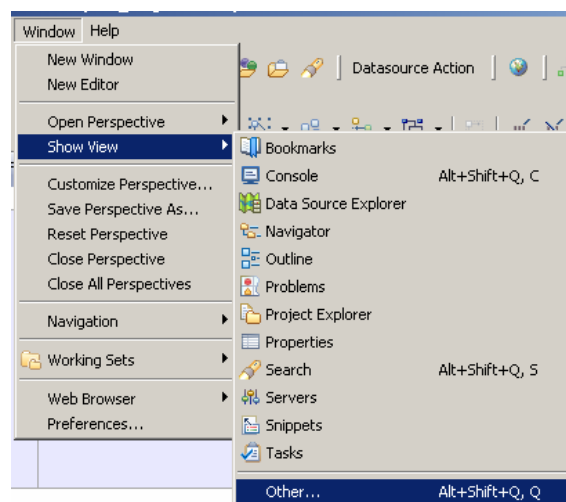 Window Help
New Window
New Editor
Datasource Action
Open Perspective
Show View
Customize Perspective...
Save Perspective As...
Reset Perspective
Close Perspective
Close All Perspectives
Navigation
Working Sets
Web Browser
Preferences...
Bookmarks
Console Alt+Shift+Q, C
Data Source Explorer
Navigator
Outline
Problems
Project Explorer
Properties
Search Alt+Shift+Q, S
Servers
Snippets
Tasks
Other... Alt+Shift+Q, Q